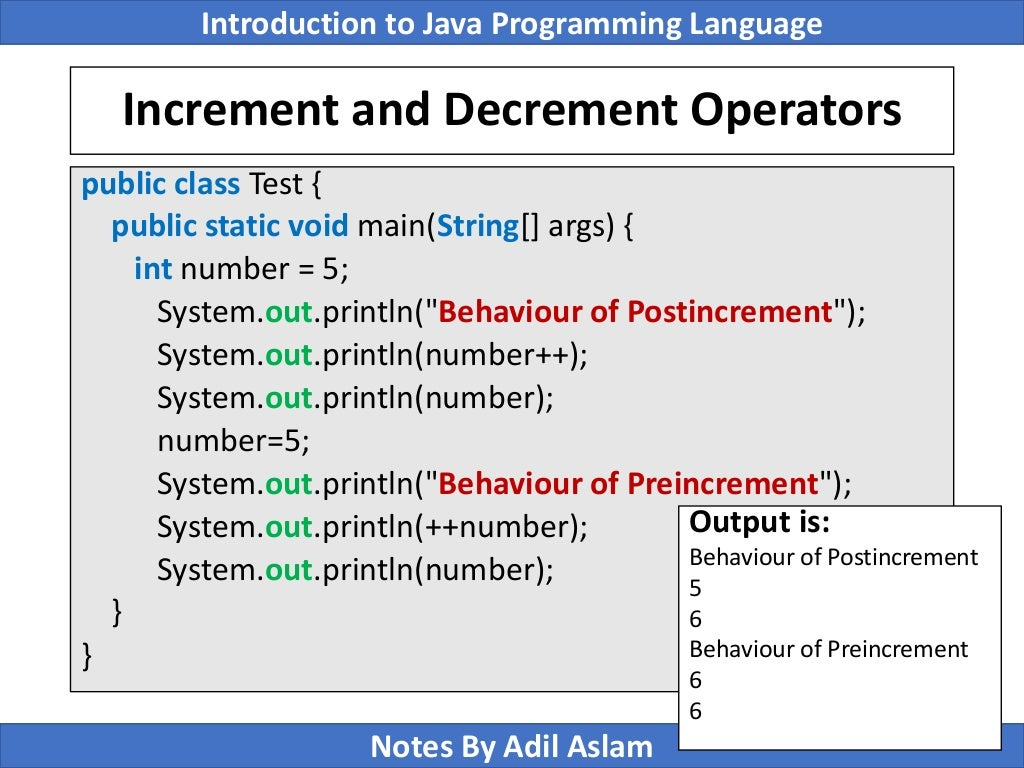 Introduction to Java Programming Language
Increment and Decrement Operators
public class Test {
public static void main(String[] args) {
int number = 5;
System.out.println("Behaviour of Postincrement");
System.out.println(number++);
System.out.println(number);
number=5;
System.out.println("Behaviour of Preincrement");
System.out.println(++number);
System.out.println(number);
}
}
Output is:
Behaviour of Postincrement
5
6
Behaviour of Preincrement
6
6
Notes By Adil Aslam